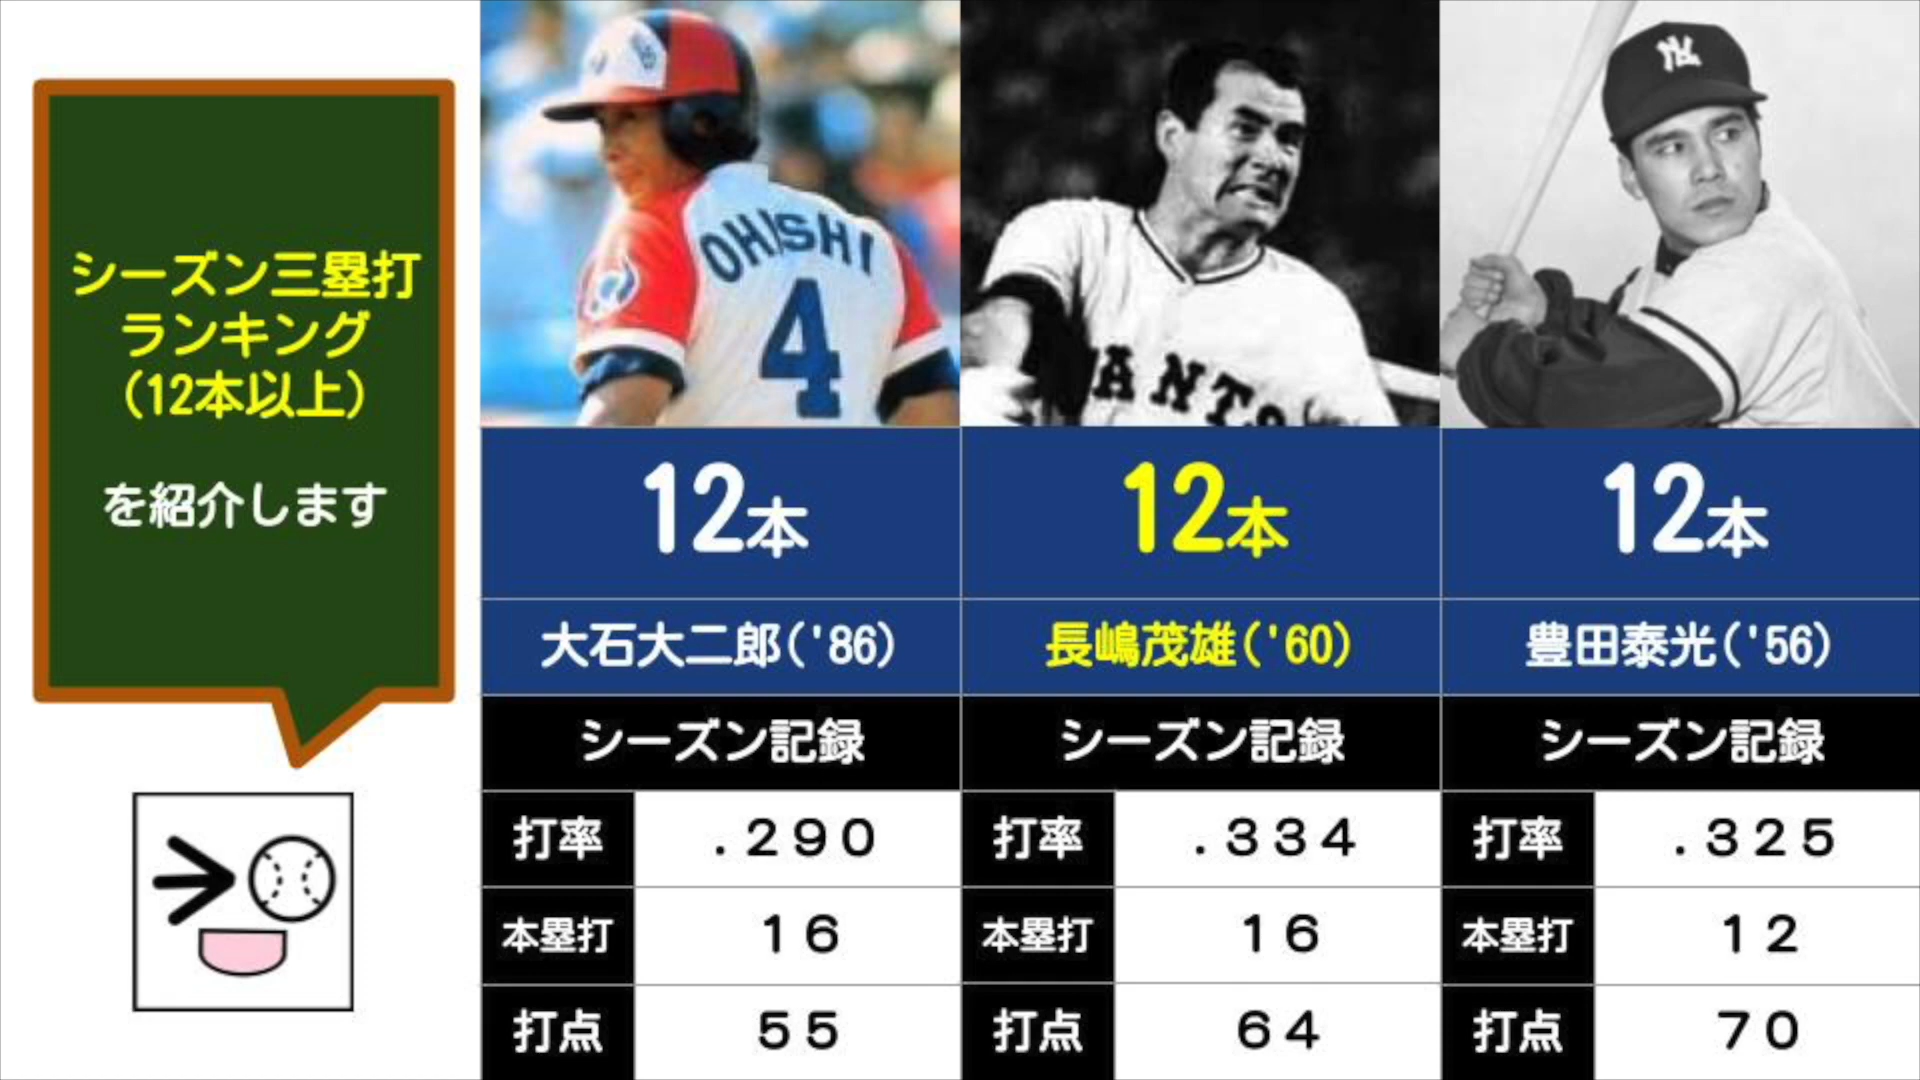 シーズン三塁打
ランキング
（12本以上）
を紹介します
OHISHI
4
ANTS
NY
12本
12本
12本
大石大二郎('86)
長嶋茂雄('60)
豊田泰光('56)
シーズン記録
シーズン記録
シーズン記録
打率 .290
打率 .334
打率 .325
本塁打 16
本塁打 16
本塁打 12
打点 55
打点 64
打点 70